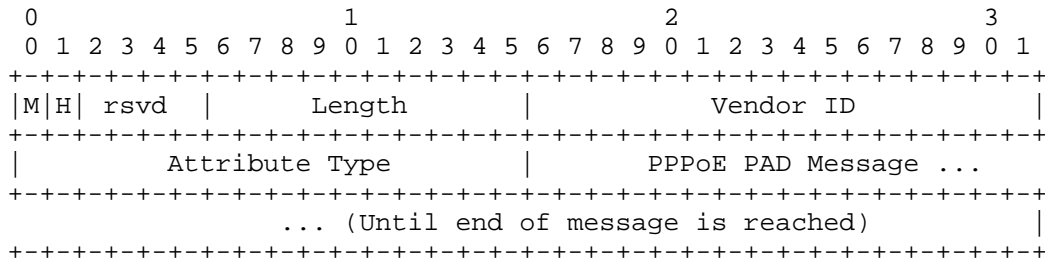 0                   1                   2                   3
 0 1 2 3 4 5 6 7 8 9 0 1 2 3 4 5 6 7 8 9 0 1 2 3 4 5 6 7 8 9 0 1
+-+-+-+-+-+-+-+-+-+-+-+-+-+-+-+-+-+-+-+-+-+-+-+-+-+-+-+-+-+-+-+-+
|M|H| rsvd  |      Length       |           Vendor ID           |
+-+-+-+-+-+-+-+-+-+-+-+-+-+-+-+-+-+-+-+-+-+-+-+-+-+-+-+-+-+-+-+-+
|         Attribute Type        |       PPPoE PAD Message ...
+-+-+-+-+-+-+-+-+-+-+-+-+-+-+-+-+-+-+-+-+-+-+-+-+-+-+-+-+-+-+-+-+
                 ... (Until end of message is reached)          |
+-+-+-+-+-+-+-+-+-+-+-+-+-+-+-+-+-+-+-+-+-+-+-+-+-+-+-+-+-+-+-+-+